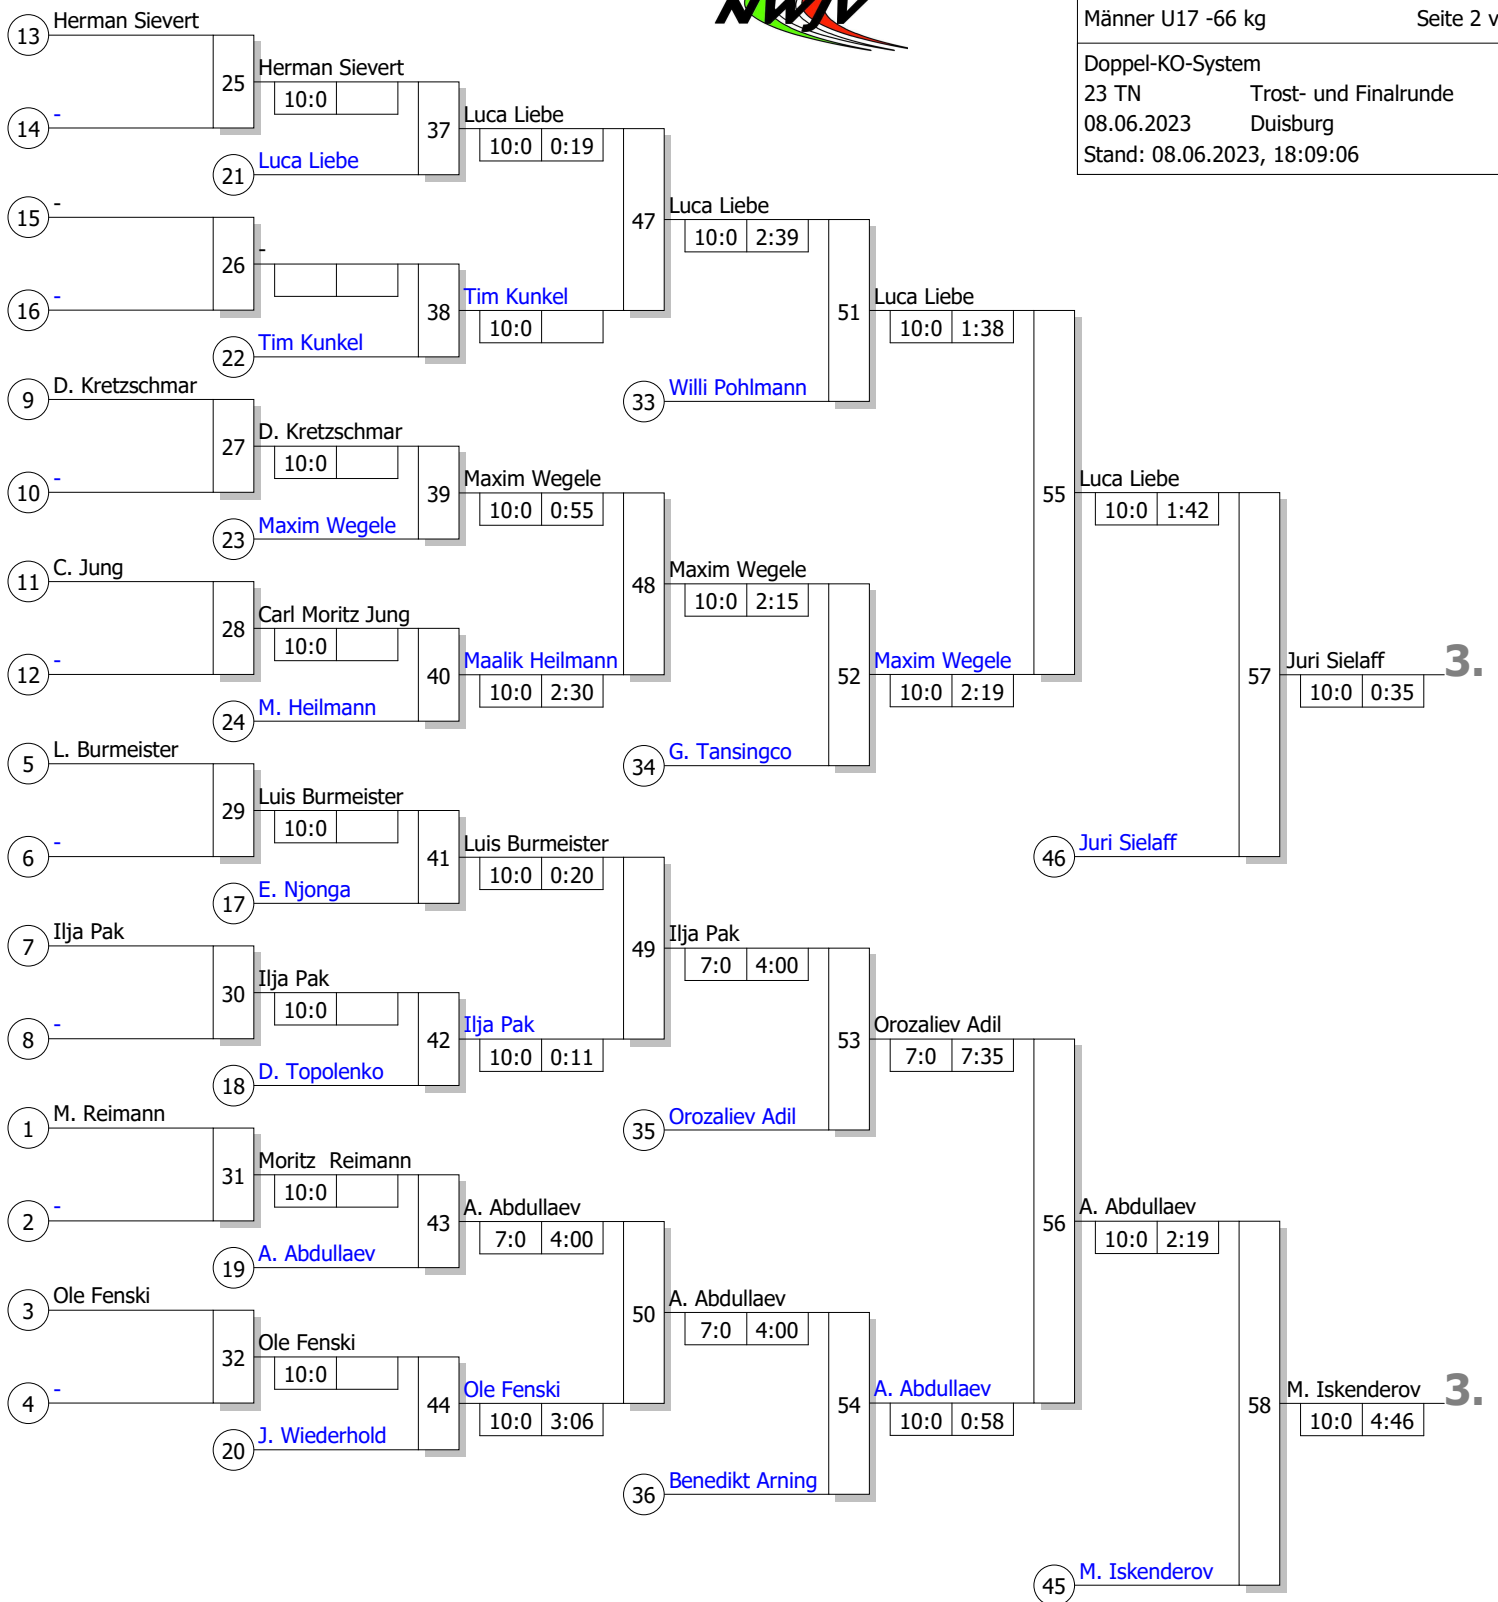 NWJV
Männer U17 -66 kg Seite 2 v
Doppel-KO-System
23 TN Trost- und Finalrunde
08.06.2023 Duisburg
Stand: 08.06.2023, 18:09:06
13 Herman Sievert
25 Herman Sievert
10:0
14 -
37 Luca Liebe
10:0 0:19
21 Luca Liebe
15 -
47 Luca Liebe
10:0 2:39
26 -
16 -
38 Tim Kunkel
10:0
22 Tim Kunkel
51 Luca Liebe
10:0 1:38
33 Willi Pohlmann
9 D. Kretzschmar
27 D. Kretzschmar
10:0
10 -
39 Maxim Wegele
10:0 0:55
23 Maxim Wegele
55 Luca Liebe
10:0 1:42
11 C. Jung
48 Maxim Wegele
10:0 2:15
28 Carl Moritz Jung
10:0
12 -
40 Maalik Heilmann
10:0 2:30
24 M. Heilmann
52 Maxim Wegele
10:0 2:19
34 G. Tansingco
57 Juri Sielaff 3.
10:0 0:35
5 L. Burmeister
29 Luis Burmeister
10:0
6 -
41 Luis Burmeister
10:0 0:20
46 Juri Sielaff
17 E. Njonga
7 Ilja Pak
49 Ilja Pak
7:0 4:00
30 Ilja Pak
10:0
8 -
42 Ilja Pak
10:0 0:11
18 D. Topolenko
53 Orozaliev Adil
7:0 7:35
35 Orozaliev Adil
1 M. Reimann
31 Moritz Reimann
10:0
2 -
43 A. Abdullaev
7:0 4:00
19 A. Abdullaev
56 A. Abdullaev
10:0 2:19
3 Ole Fenski
50 A. Abdullaev
7:0 4:00
32 Ole Fenski
10:0
4 -
44 Ole Fenski
10:0 3:06
20 J. Wiederhold
54 A. Abdullaev
10:0 0:58
36 Benedikt Arning
58 M. Iskenderov 3.
10:0 4:46
45 M. Iskenderov